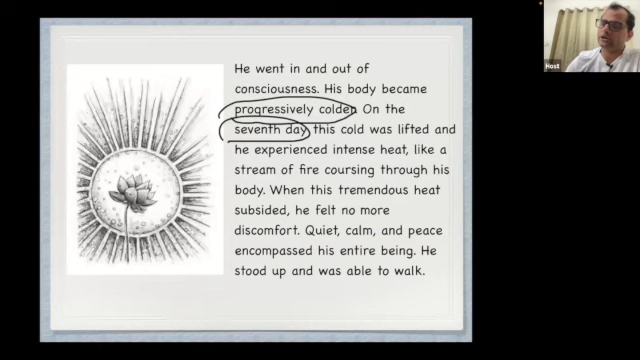 He went in and out of
consciousness. His body became
progressively colder. On the
seventh day this cold was lifted and
he experienced intense heat, like a
stream of fire coursing through his
body. When this tremendous heat
subsided, he felt no more
discomfort. Quiet, calm, and peace
encompassed his entire being. He
stood up and was able to walk.
Host